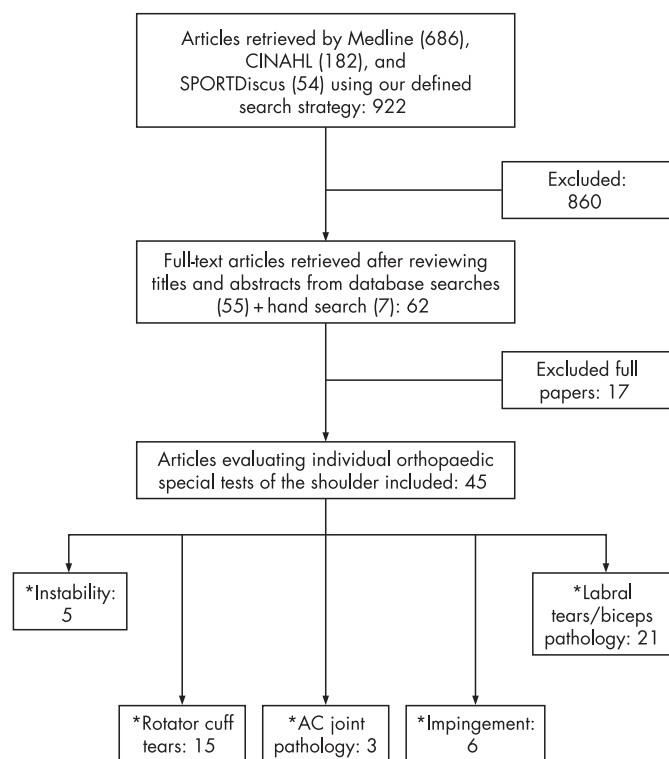 Articles retrieved by Medline (686),
CINAHL (182), and
SPORTDiscus (54) using our defined
search strategy: 922
Excluded:
860
Full-text articles retrieved after reviewing
titles and abstracts from database searches
(55) + hand search (7): 62
Excluded full
papers: 17
Articles evaluating individual orthopaedic
special tests of the shoulder included: 45
*Instability:
5
*Labral
tears/biceps
pathology: 21
*Rotator cuff
tears: 15
*AC joint
pathology: 3
*Impingement:
6